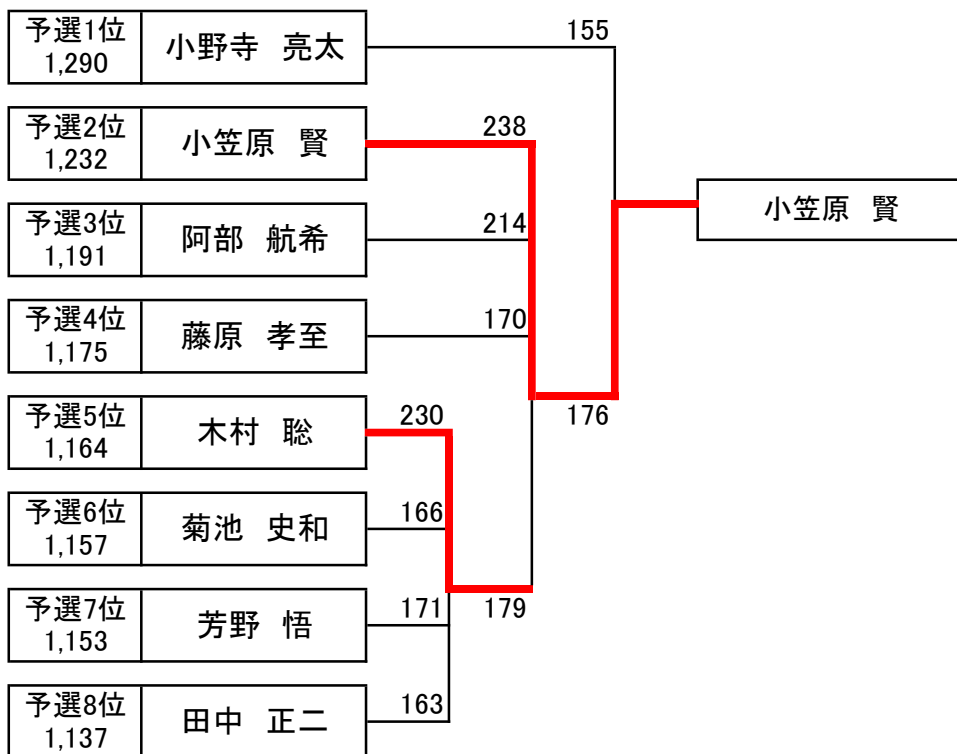 予選1位
1,290
小野寺 亮太
155
予選2位
1,232
小笠原 賢
238
予選3位
1,191
阿部 航希
214
小笠原 賢
予選4位
1,175
藤原 孝至
170
予選5位
1,164
木村 聡
230
176
予選6位
1,157
菊池 史和
166
予選7位
1,153
芳野 悟
171
179
予選8位
1,137
田中 正二
163